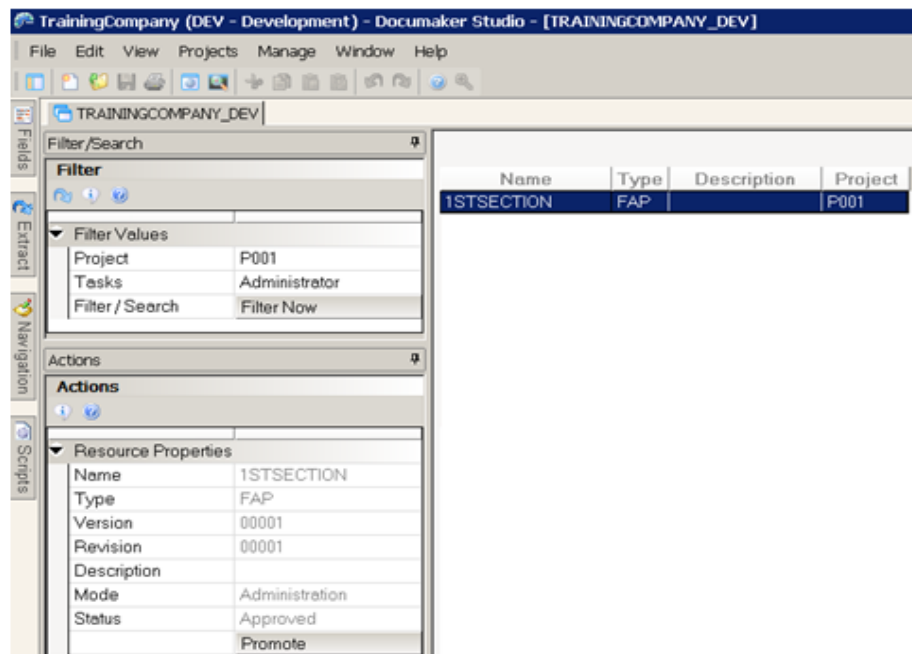 TrainingCompany (DEV - Development) - Documaker Studio - [TRAININGCOMPANY_DEV]
File Edit View Projects Manage Window Help
TRAININGCOMPANY_DEV
Fields
Extract
Navigation
Scripts
Filter/Search
Filter
Filter Values
Project P001
Tasks Administrator
Filter / Search Filter Now
Actions
Actions
Resource Properties
Name 1STSECTION
Type FAP
Version 00001
Revision 00001
Description
Mode Administration
Status Approved
Promote
Name Type Description Project
1STSECTION FAP P001